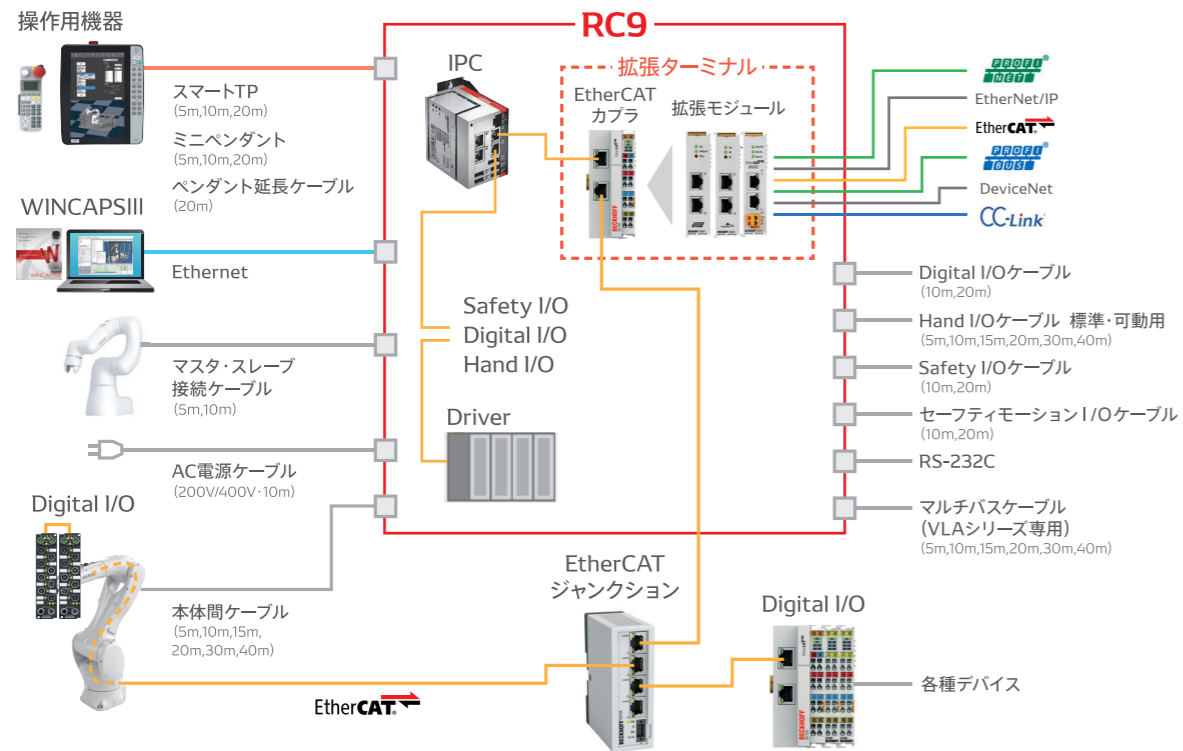 操作用機器
RC9
スマートTP
(5m,10m,20m)
ミニペンダント
(5m,10m,20m)
ペンダント延長ケーブル
(20m)
WINCAPSIII
Ethernet
マスタ・スレーブ
接続ケーブル
(5m,10m)
AC電源ケーブル
(200V/400V・10m)
Digital I/O
本体間ケーブル
(5m,10m,15m,
20m,30m,40m)
EtherCAT
IPC
拡張ターミナル
EtherCAT
カプラ
拡張モジュール
BECKHOFF
Safety I/O
Digital I/O
Hand I/O
Driver
PROFI
NET
EtherNet/IP
EtherCAT
PROFI
BUS
DeviceNet
CC-Link
Digital I/Oケーブル
(10m,20m)
Hand I/Oケーブル 標準・可動用
(5m,10m,15m,20m,30m,40m)
Safety I/Oケーブル
(10m,20m)
セーフティモーションI/Oケーブル
(10m,20m)
RS-232C
マルチバスケーブル
(VLAシリーズ専用)
(5m,10m,15m,20m,30m,40m)
EtherCAT
ジャンクション
BECKHOFF
Digital I/O
BECKHOFF
各種デバイス